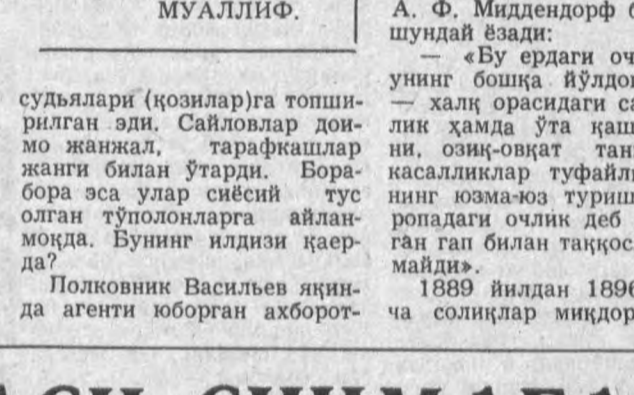 МУАЛЛИФ.
судьялари (қозилар)га топши-
рилган эди. Сайловлар дои-
мо жанжал, тарафкашлар
жанги билан ўтарди. Бора-
бора эса улар сиёсий тус
олган тўполонларга айлан-
моқда. Бунинг илдизи қаер-
да?
Полковник Васильев яқин-
да агенти юборган ахборот-
А. Ф. Миддендорф
шундай ёзади:
— «Бу ердаги оч
унинг бошқа йўлдо
— халқ орасидаги са
лик ҳамда ўта қаш
ни, озиқ-овқат тан
касалликлар туфайли
нинг юзма-юз туриш
ропадаги очлик деб
ган гап билан таққос
майди».
1889 йилдан 1896
ча солиқлар миқдор